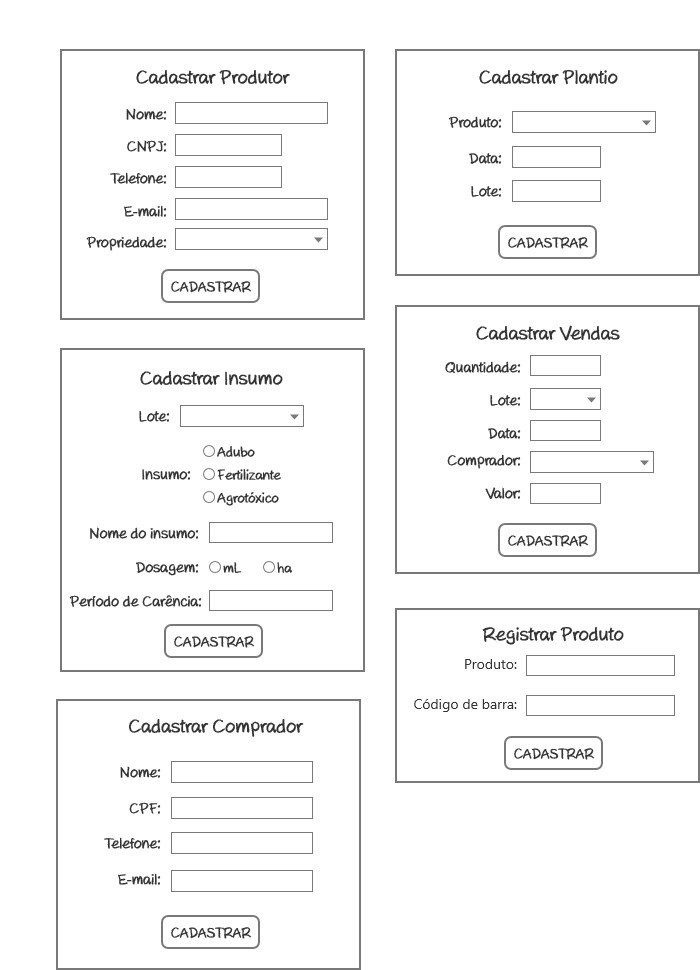 Cadastrar Produtor
Nome:
CNPJ:
Telefone:
E-mail:
Propriedade:
CADASTRAR
Cadastrar Insumo
Lote:
Insumo:
Adubo
Fertilizante
Agrotóxico
Nome do insumo:
Dosagem: mL ha
Período de Carência:
CADASTRAR
Cadastrar Comprador
Nome:
CPF:
Telefone:
E-mail:
CADASTRAR
Cadastrar Plantio
Produto:
Data:
Lote:
CADASTRAR
Cadastrar Vendas
Quantidade:
Lote:
Data:
Comprador:
Valor:
CADASTRAR
Registrar Produto
Produto:
Código de barra:
CADASTRAR